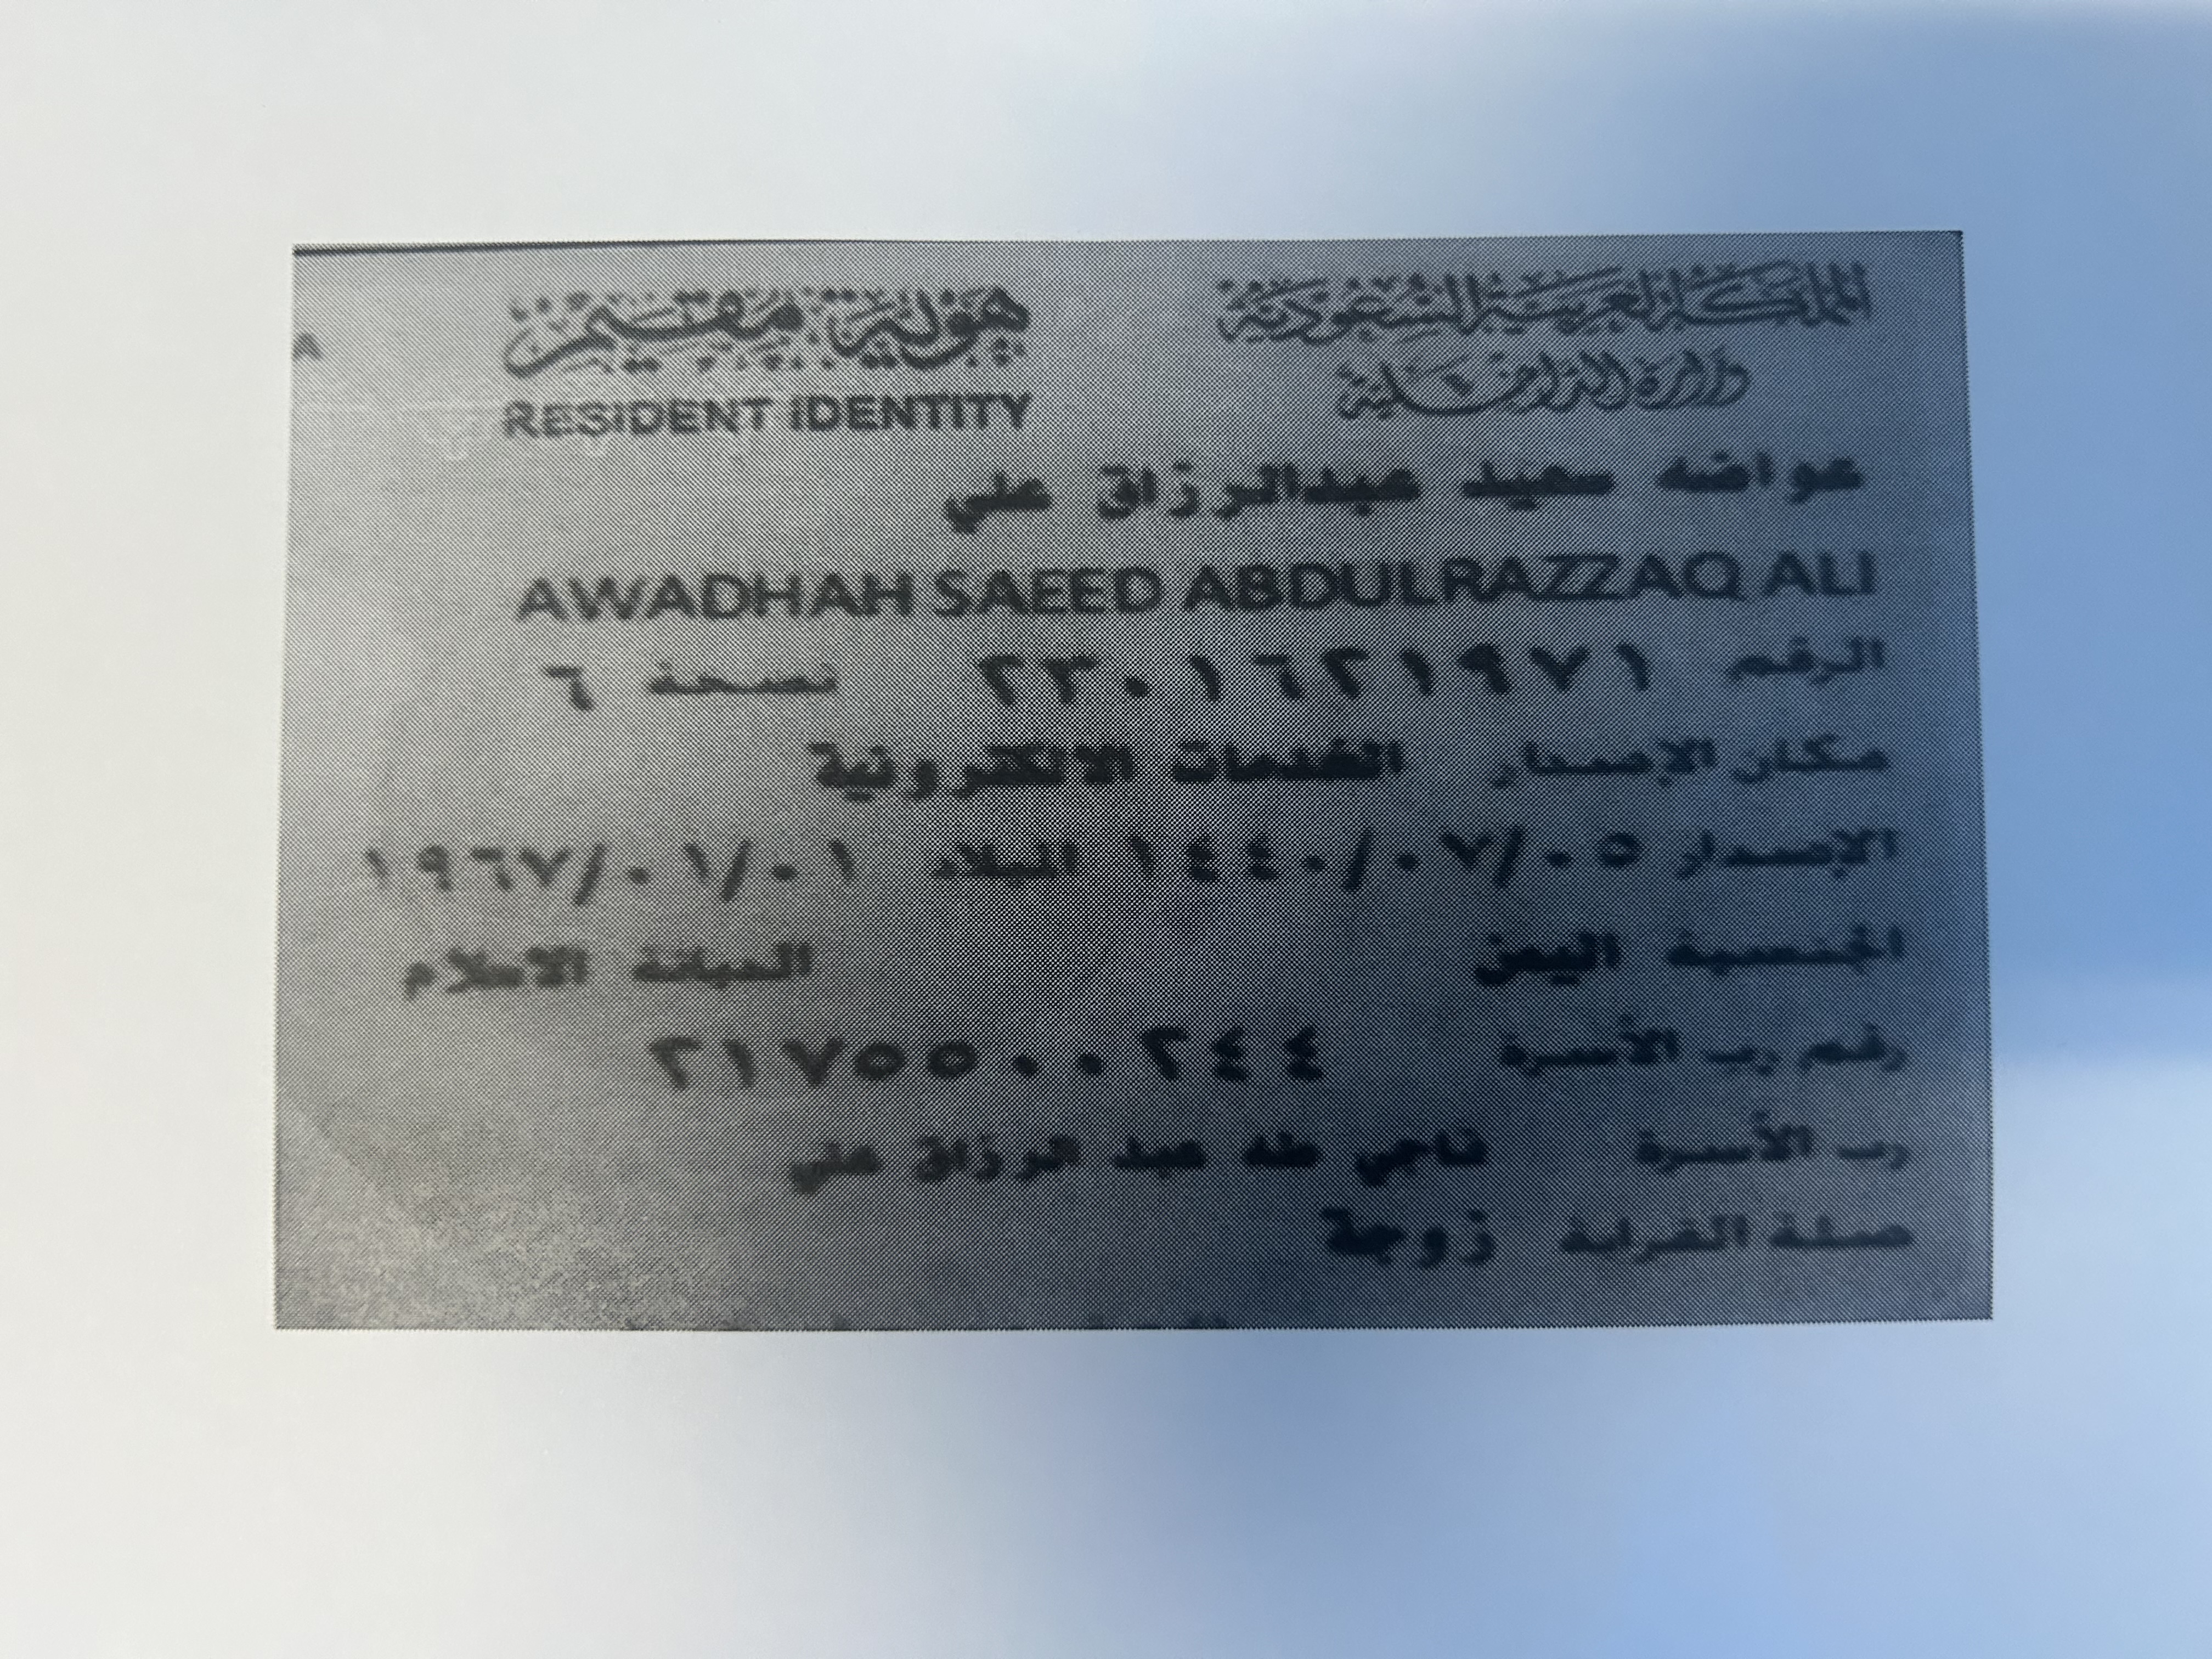 المملكة العربية السعودية
وزارة الداخلية
هوية مقيم
RESIDENT IDENTITY
عواضه سعيد عبدالرزاق علي
AWADHAH SAEED ABDULRAZZAQ ALI
الرقم ٢٣٠١٦٢١٩٧١ نسخة ٦
مكان الإصدار الخدمات الالكترونية
الإصدار ١٤٤٠/٠٧/٠٥ الميلاد ١٩٦٧/٠١/٠١
الجنسية اليمن الديانة الاسلام
رقم رب الأسرة ٢١٧٥٥٠٠٢٤٤
رب الأسرة ناجي طه عبد الرزاق علي
صلة القرابة زوجة